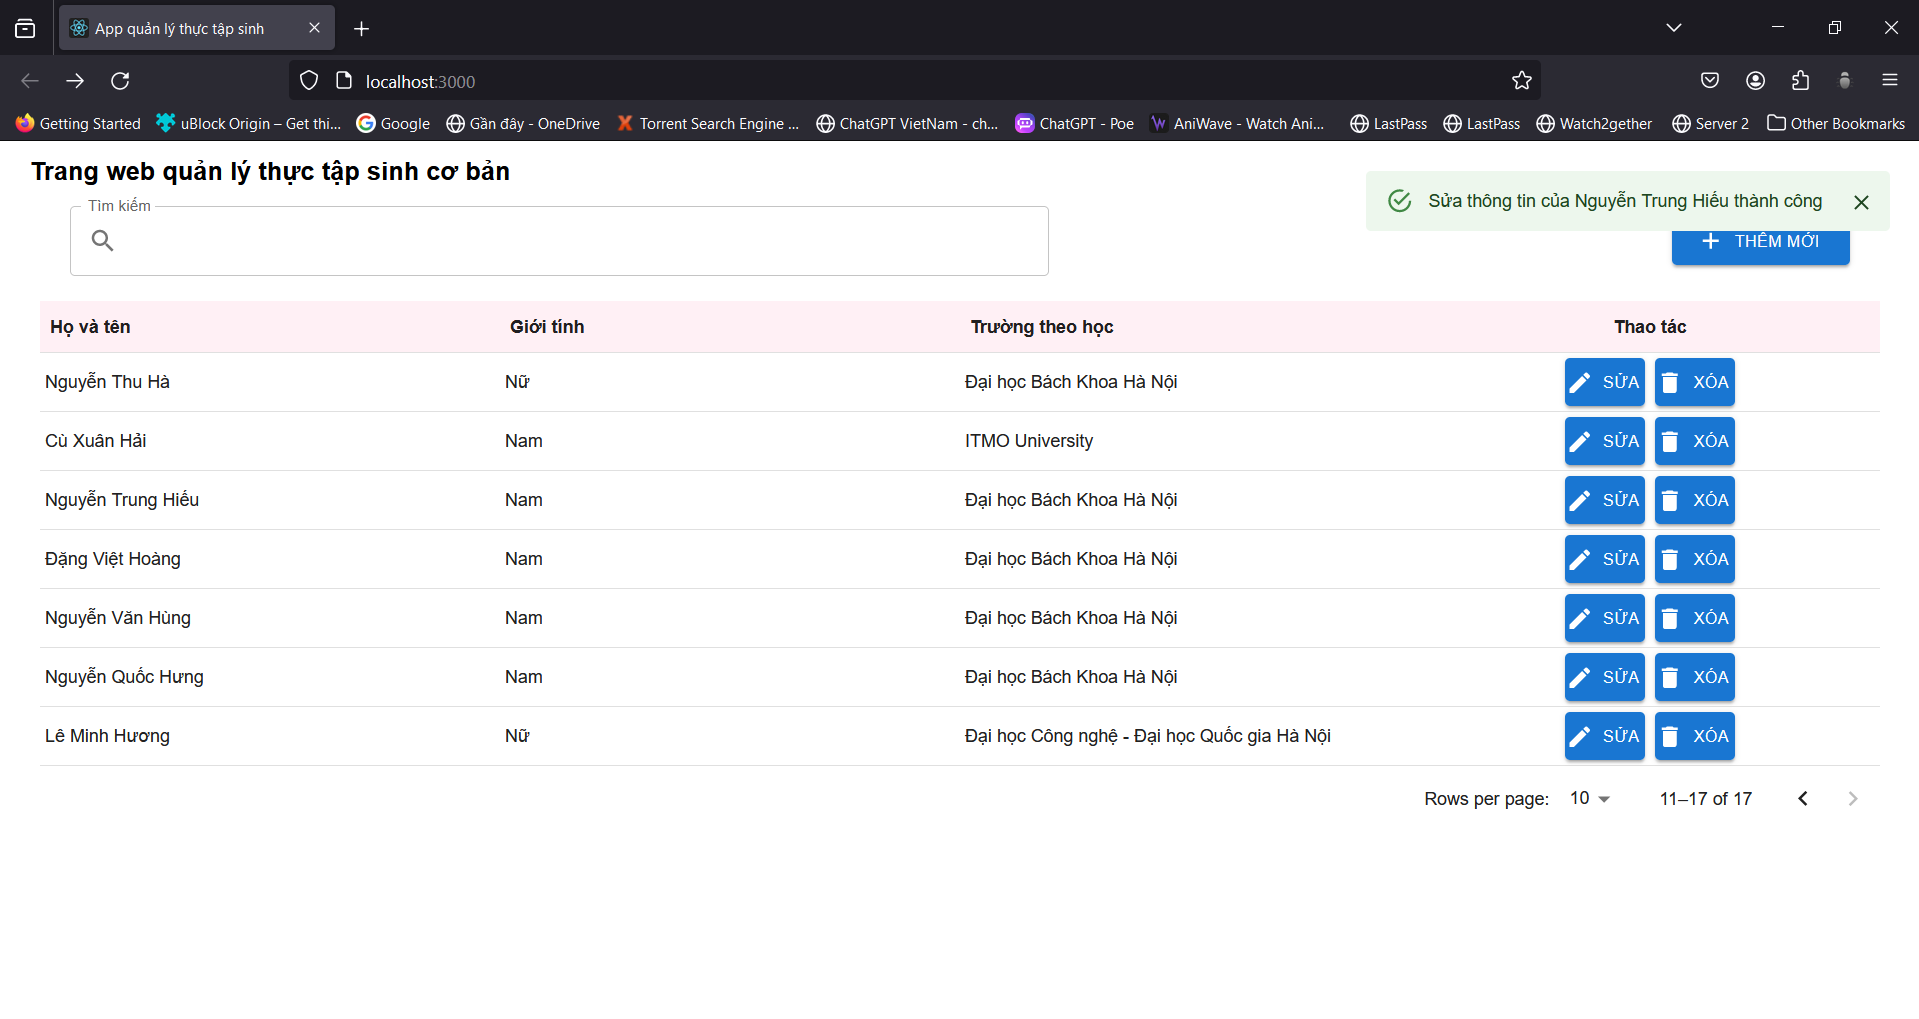 App quản lý thực tập sinh
localhost:3000
Getting Started uBlock Origin – Get thi... Google Gần đây - OneDrive Torrent Search Engine ... ChatGPT VietNam - ch... ChatGPT - Poe AniWave - Watch Ani... LastPass LastPass Watch2gether Server 2 Other Bookmarks
Trang web quản lý thực tập sinh cơ bản
Sửa thông tin của Nguyễn Trung Hiếu thành công
Tìm kiếm
THÊM MỚI
Họ và tên Giới tính Trường theo học Thao tác
Nguyễn Thu Hà Nữ Đại học Bách Khoa Hà Nội SỬA XÓA
Cù Xuân Hải Nam ITMO University SỬA XÓA
Nguyễn Trung Hiếu Nam Đại học Bách Khoa Hà Nội SỬA XÓA
Đặng Việt Hoàng Nam Đại học Bách Khoa Hà Nội SỬA XÓA
Nguyễn Văn Hùng Nam Đại học Bách Khoa Hà Nội SỬA XÓA
Nguyễn Quốc Hưng Nam Đại học Bách Khoa Hà Nội SỬA XÓA
Lê Minh Hương Nữ Đại học Công nghệ - Đại học Quốc gia Hà Nội SỬA XÓA
Rows per page: 10 11–17 of 17